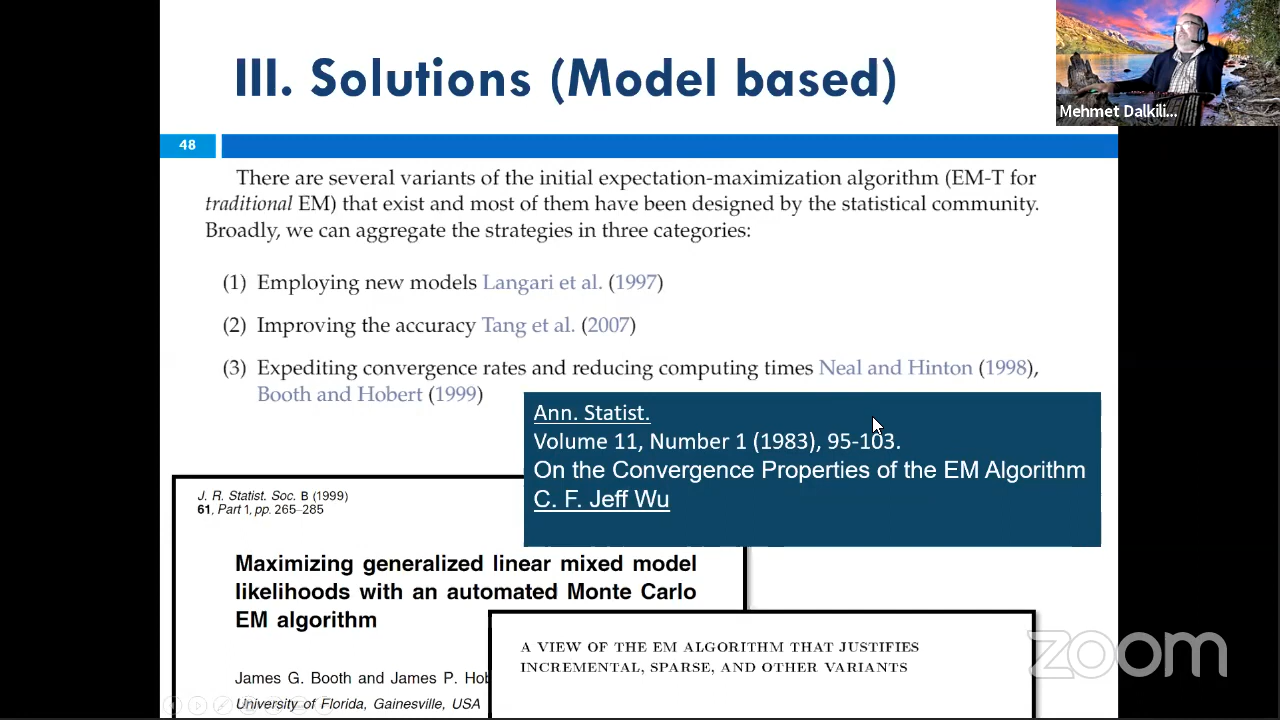 III. Solutions (Model based)
Mehmet Dalkili...
48
There are several variants of the initial expectation-maximization algorithm (EM-T for
traditional EM) that exist and most of them have been designed by the statistical community.
Broadly, we can aggregate the strategies in three categories:
(1) Employing new models Langari et al. (1997)
(2) Improving the accuracy Tang et al. (2007)
(3) Expediting convergence rates and reducing computing times Neal and Hinton (1998),
Booth and Hobert (1999)
Ann. Statist.
Volume 11, Number 1 (1983), 95-103.
On the Convergence Properties of the EM Algorithm
C. F. Jeff Wu
J. R. Statist. Soc. B (1999)
61, Part 1, pp. 265–285
Maximizing generalized linear mixed model
likelihoods with an automated Monte Carlo
EM algorithm
James G. Booth and James P. Hob
University of Florida, Gainesville, USA
A VIEW OF THE EM ALGORITHM THAT JUSTIFIES
INCREMENTAL, SPARSE, AND OTHER VARIANTS
zoom